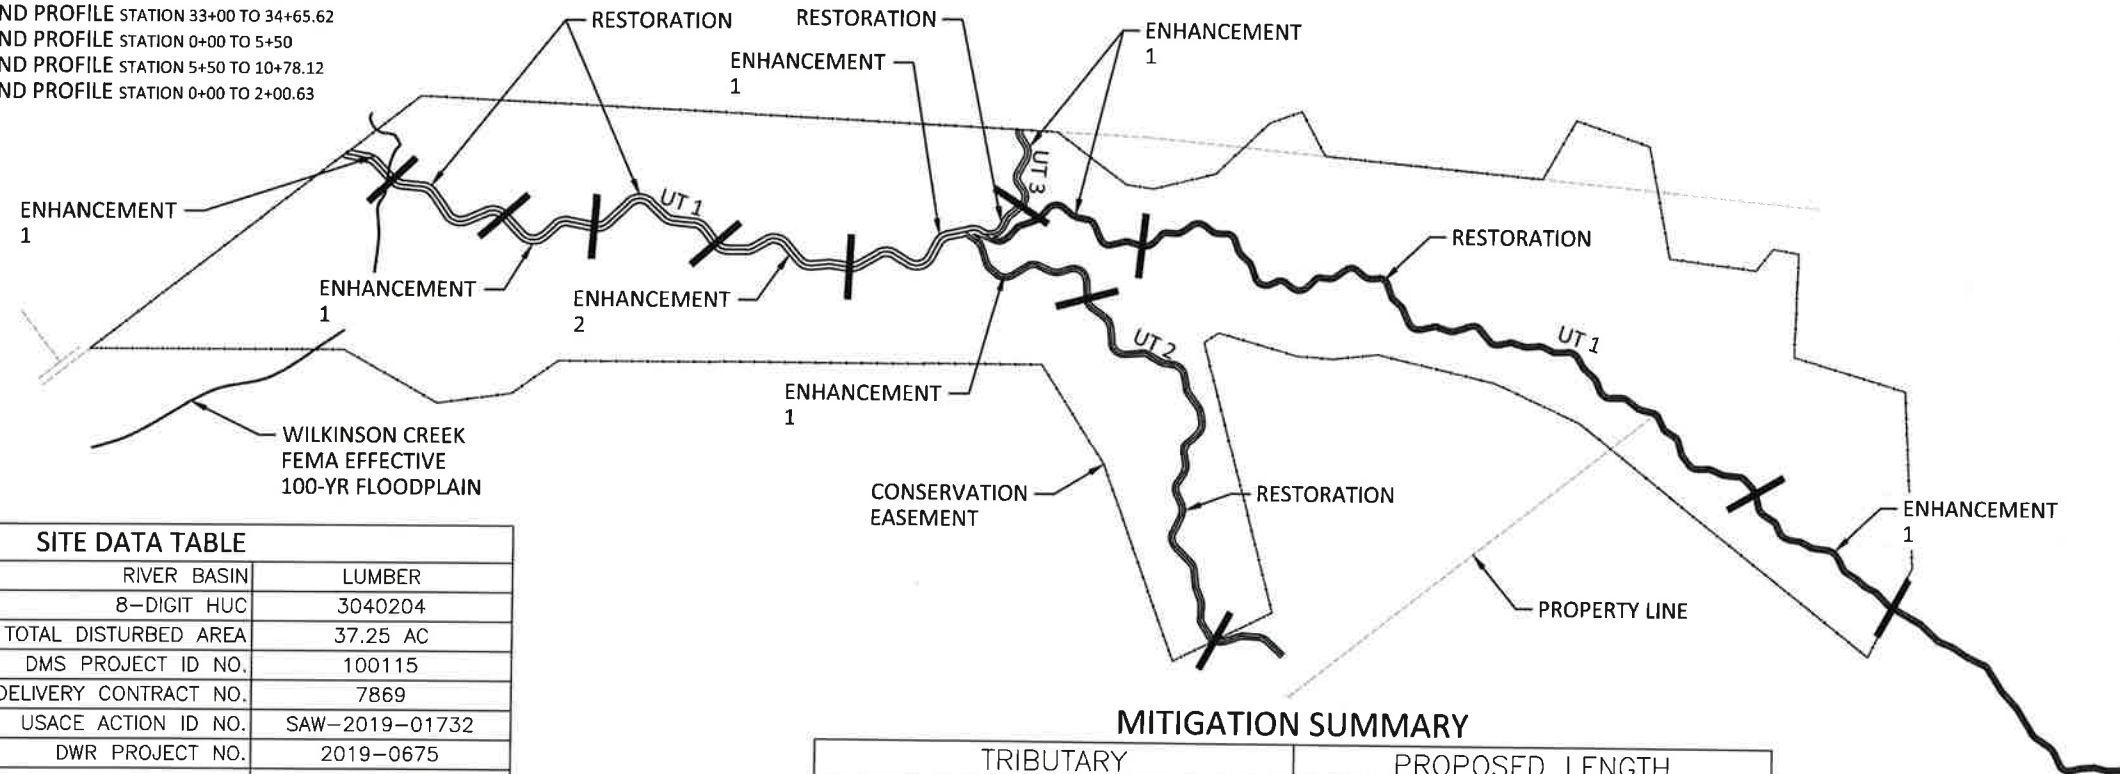 ND PROFILE STATION 33+00 TO 34+65.62
ND PROFILE STATION 0+00 TO 5+50
ND PROFILE STATION 5+50 TO 10+78.12
ND PROFILE STATION 0+00 TO 2+00.63
RESTORATION
RESTORATION
ENHANCEMENT
1
ENHANCEMENT
1
UT 3
UT 1
ENHANCEMENT
1
RESTORATION
ENHANCEMENT
1
ENHANCEMENT
2
UT 2
UT 1
ENHANCEMENT
1
WILKINSON CREEK
FEMA EFFECTIVE
100-YR FLOODPLAIN
CONSERVATION
EASEMENT
RESTORATION
ENHANCEMENT
1
PROPERTY LINE
SITE DATA TABLE
RIVER BASIN LUMBER
8-DIGIT HUC 3040204
TOTAL DISTURBED AREA 37.25 AC
DMS PROJECT ID NO. 100115
DELIVERY CONTRACT NO. 7869
USACE ACTION ID NO. SAW-2019-01732
DWR PROJECT NO. 2019-0675
MITIGATION SUMMARY
TRIBUTARY PROPOSED LENGTH